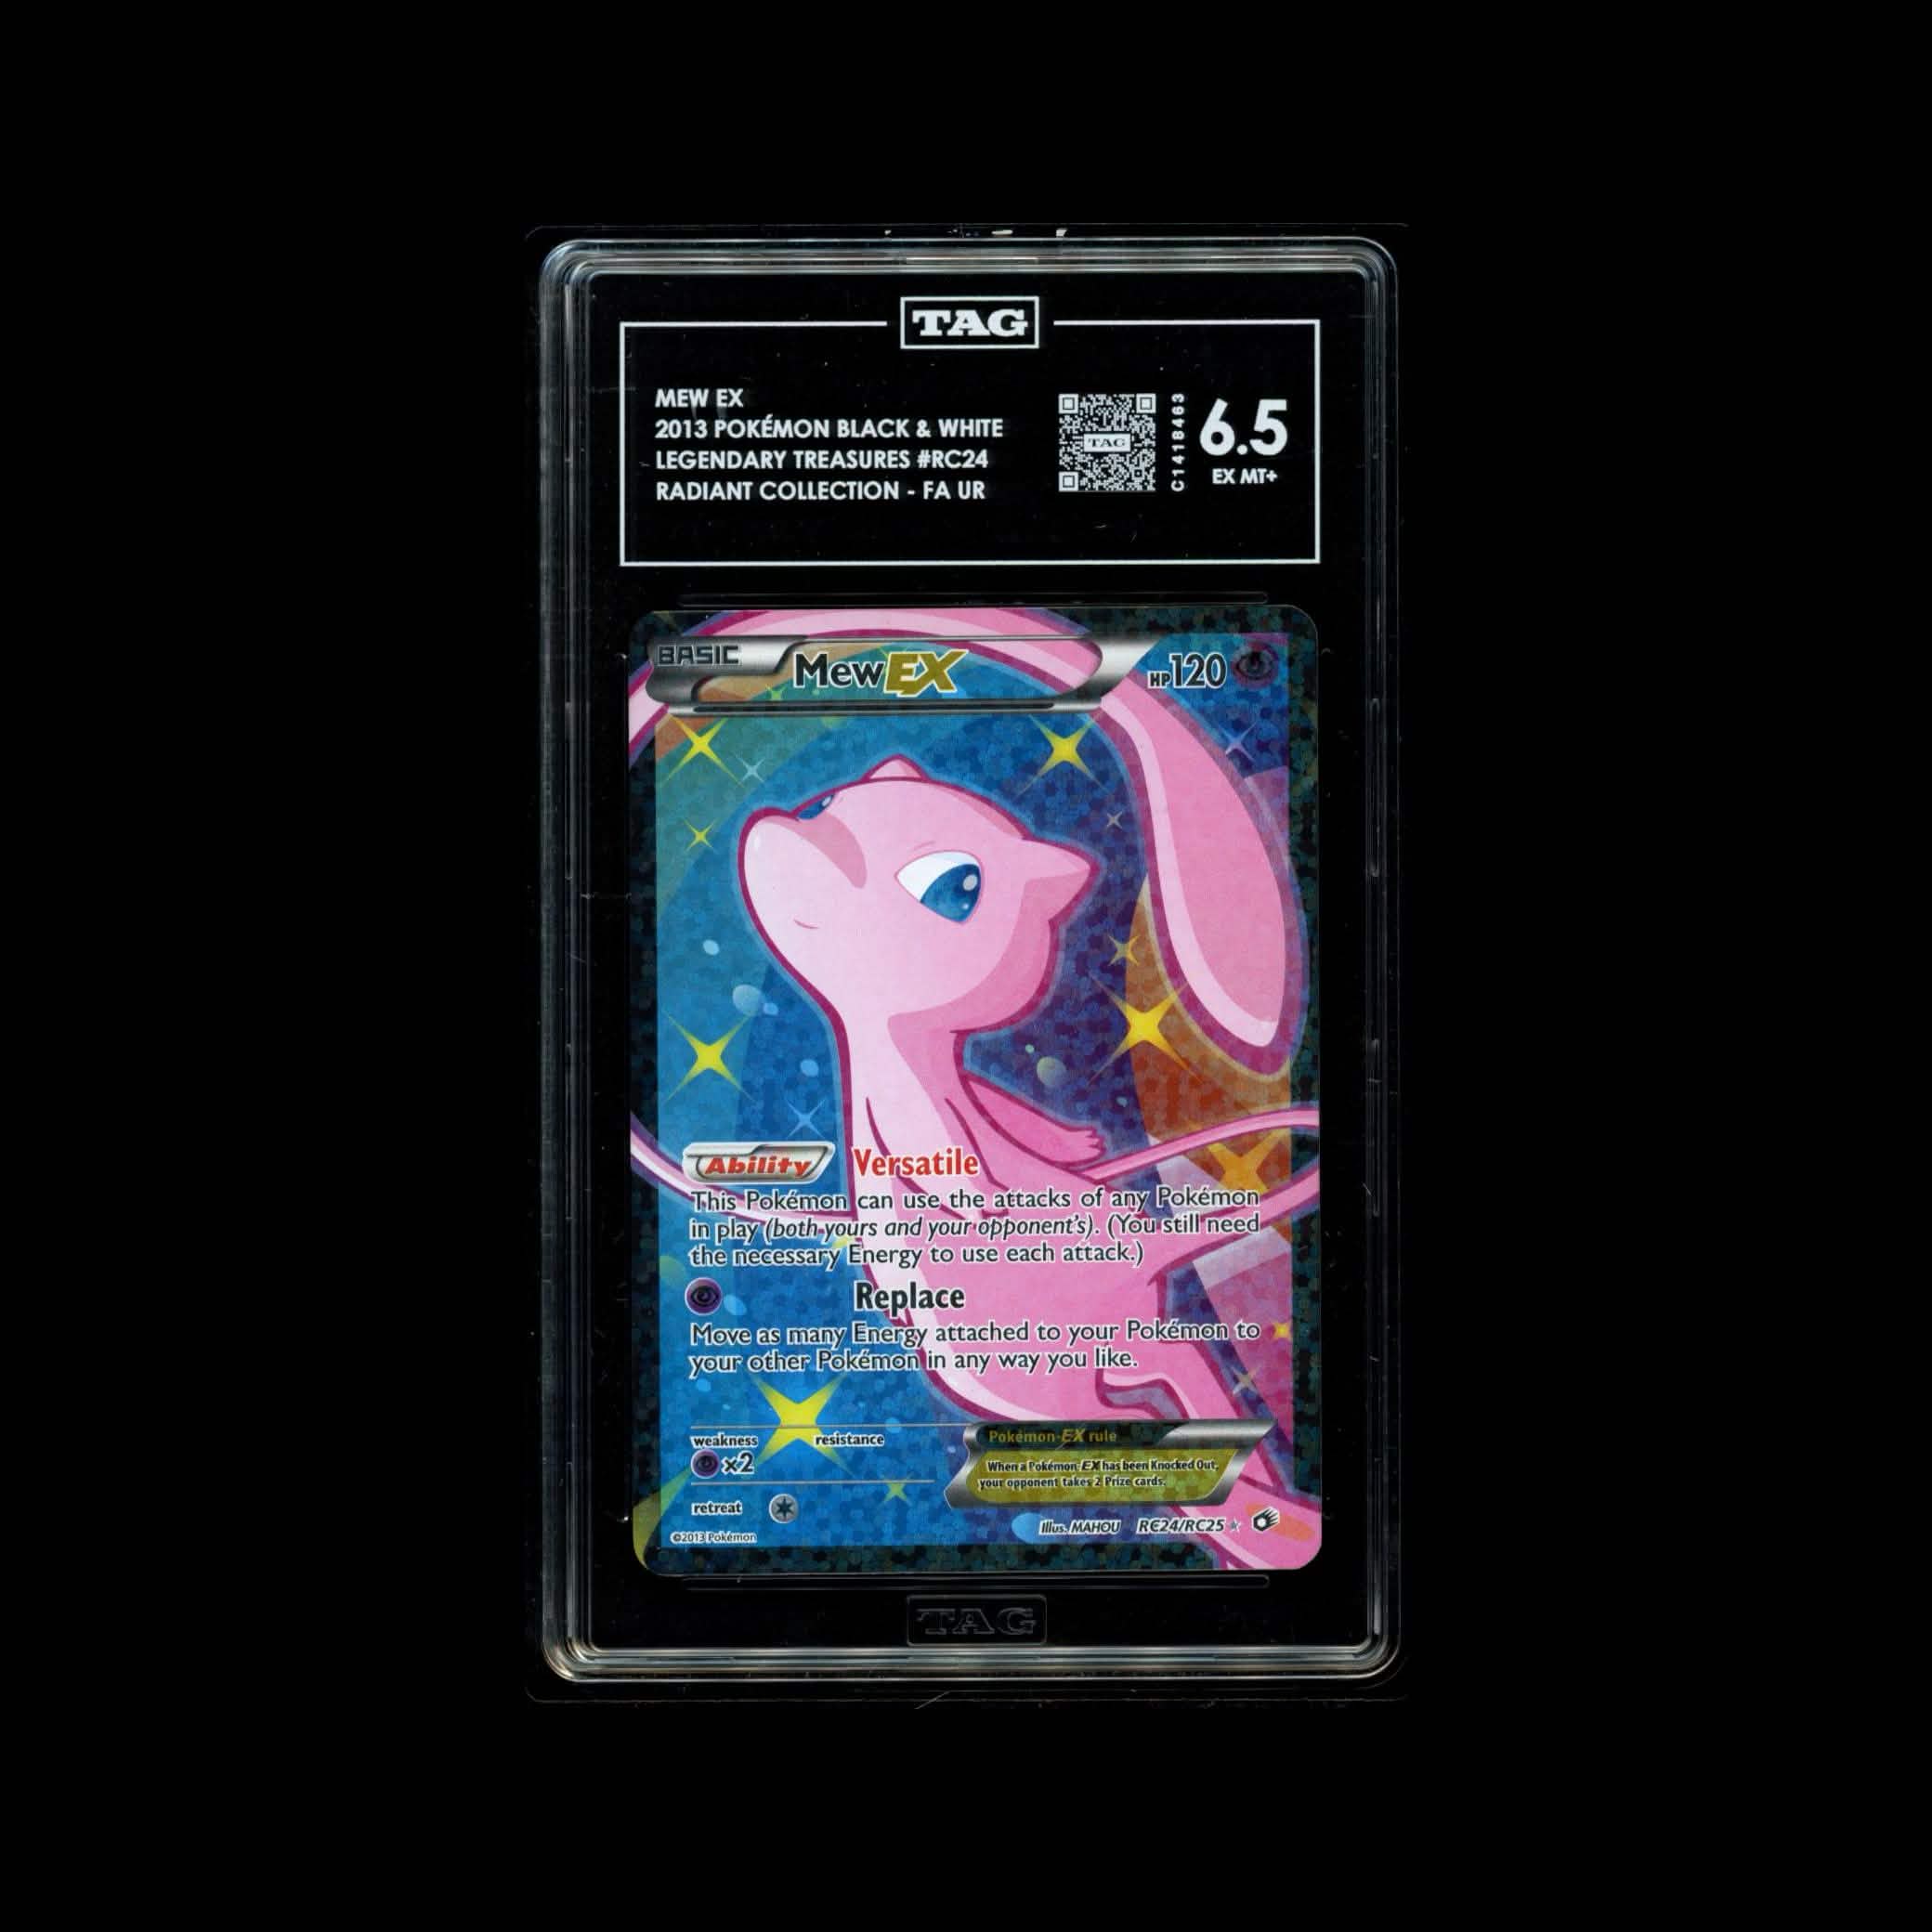 TAG
MEW EX
2013 POKÉMON BLACK & WHITE
LEGENDARY TREASURES #RC24
RADIANT COLLECTION - FA UR
TAG
C1418463
6.5
EX MT+
BASIC
MewEX
HP120
Ability Versatile
This Pokémon can use the attacks of any Pokémon
in play (both yours and your opponent's). (You still need
the necessary Energy to use each attack.)
Replace
Move as many Energy attached to your Pokémon to
your other Pokémon in any way you like.
weakness resistance
x2
Pokémon-EX rule
When a Pokémon-EX has been Knocked Out,
your opponent takes 2 Prize cards.
retreat
©2013 Pokémon
Illus. MAHOU RC24/RC25
TAG